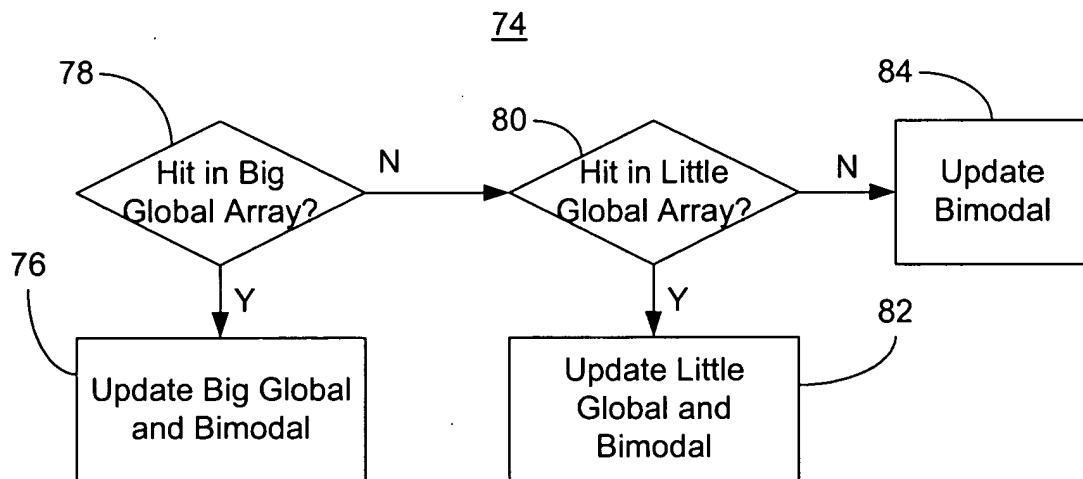 74
78
84
80
Hit in Big
Global Array?
N
Hit in Little
Global Array?
N
Update
Bimodal
76
Y
Y
82
Update Big Global
and Bimodal
Update Little
Global and
Bimodal